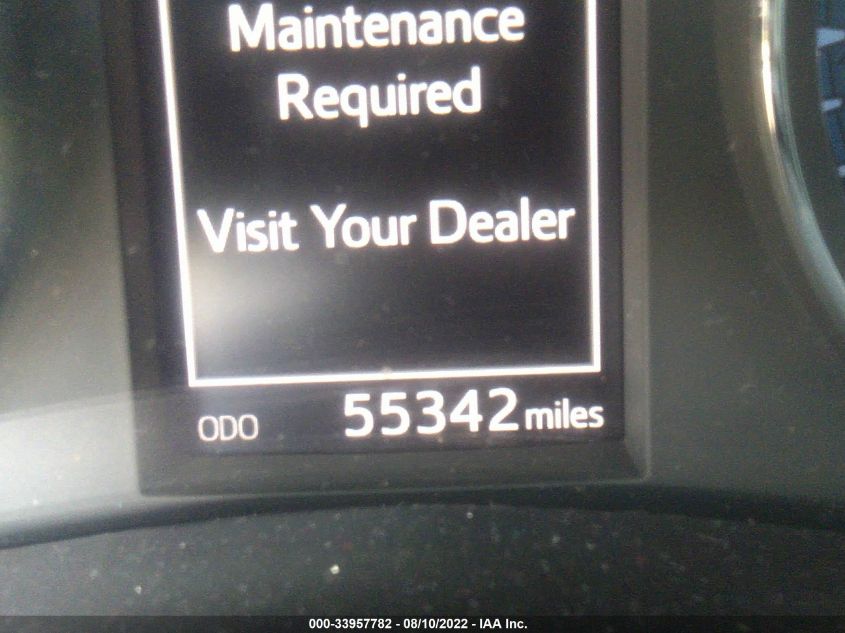 Maintenance
Required
Visit Your Dealer
ODO 55342 miles
000-33957782 - 08/10/2022 - IAA Inc.